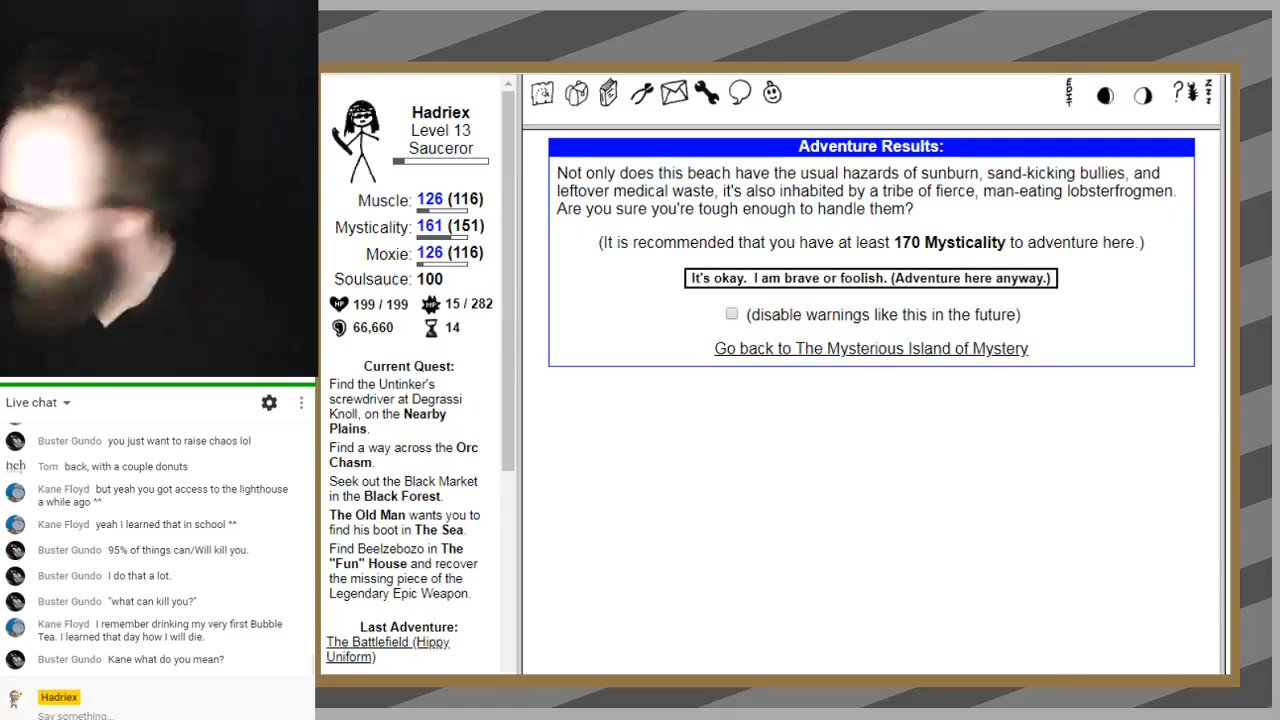 Hadriex
Level 13
Sauceror
Muscle: 126 (116)
Mysticality: 161 (151)
Moxie: 126 (116)
Soulsauce: 100
HP 199 / 199
MP 15 / 282
66,660
14
Current Quest:
Find the Untinker's
screwdriver at Degrassi
Knoll, on the Nearby
Plains.
Find a way across the Orc
Chasm.
Seek out the Black Market
in the Black Forest.
The Old Man wants you to
find his boot in The Sea.
Find Beelzebozo in The
"Fun" House and recover
the missing piece of the
Legendary Epic Weapon.
Last Adventure:
The Battlefield (Hippy
Uniform)
EDIT
?
Z z z
Adventure Results:
Not only does this beach have the usual hazards of sunburn, sand-kicking bullies, and
leftover medical waste, it's also inhabited by a tribe of fierce, man-eating lobsterfrogmen.
Are you sure you're tough enough to handle them?
(It is recommended that you have at least 170 Mysticality to adventure here.)
It's okay. I am brave or foolish. (Adventure here anyway.)
(disable warnings like this in the future)
Go back to The Mysterious Island of Mystery
Live chat
Buster Gundo you just want to raise chaos lol
heh Tom back, with a couple donuts
Kane Floyd but yeah you got access to the lighthouse
a while ago ^^
Kane Floyd yeah I learned that in school ^^
Buster Gundo 95% of things can/Will kill you.
Buster Gundo I do that a lot.
Buster Gundo "what can kill you?"
Kane Floyd I remember drinking my very first Bubble
Tea. I learned that day how I will die.
Buster Gundo Kane what do you mean?
Hadriex
Say something...